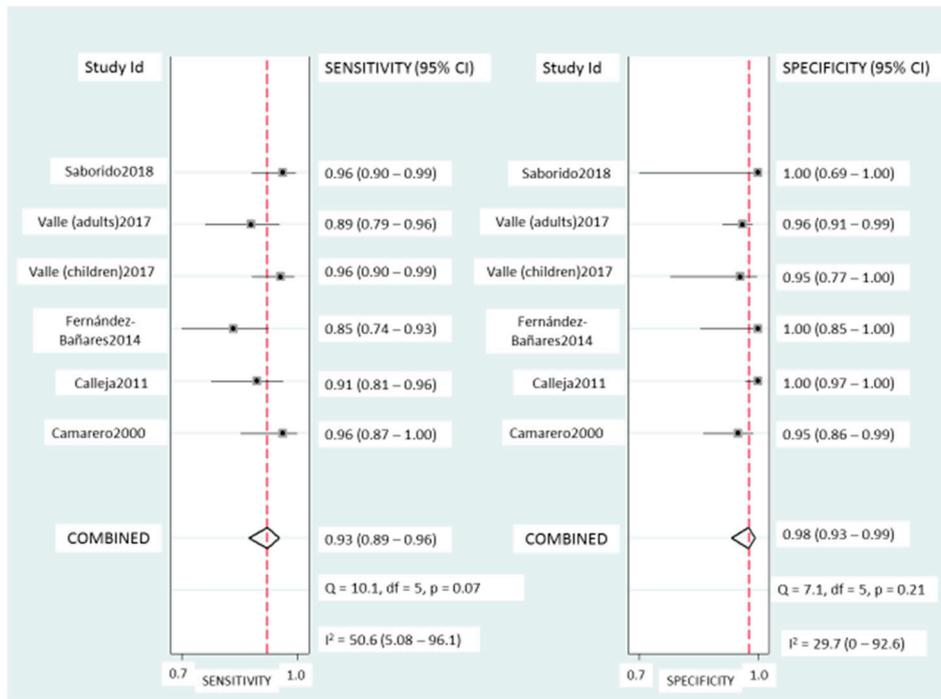 Study Id
SENSITIVITY (95% CI)
Saborido2018
0.96 (0.90 – 0.99)
Valle (adults)2017
0.89 (0.79 – 0.96)
Valle (children)2017
0.96 (0.90 – 0.99)
Fernández-
Bañares2014
0.85 (0.74 – 0.93)
Calleja2011
0.91 (0.81 – 0.96)
Camarero2000
0.96 (0.87 – 1.00)
COMBINED
0.93 (0.89 – 0.96)
Q = 10.1, df = 5, p = 0.07
I² = 50.6 (5.08 – 96.1)
0.7
SENSITIVITY
1.0
Study Id
SPECIFICITY (95% CI)
Saborido2018
1.00 (0.69 – 1.00)
Valle (adults)2017
0.96 (0.91 – 0.99)
Valle (children)2017
0.95 (0.77 – 1.00)
Fernández-
Bañares2014
1.00 (0.85 – 1.00)
Calleja2011
1.00 (0.97 – 1.00)
Camarero2000
0.95 (0.86 – 0.99)
COMBINED
0.98 (0.93 – 0.99)
Q = 7.1, df = 5, p = 0.21
I² = 29.7 (0 – 92.6)
0.7
SPECIFICITY
1.0